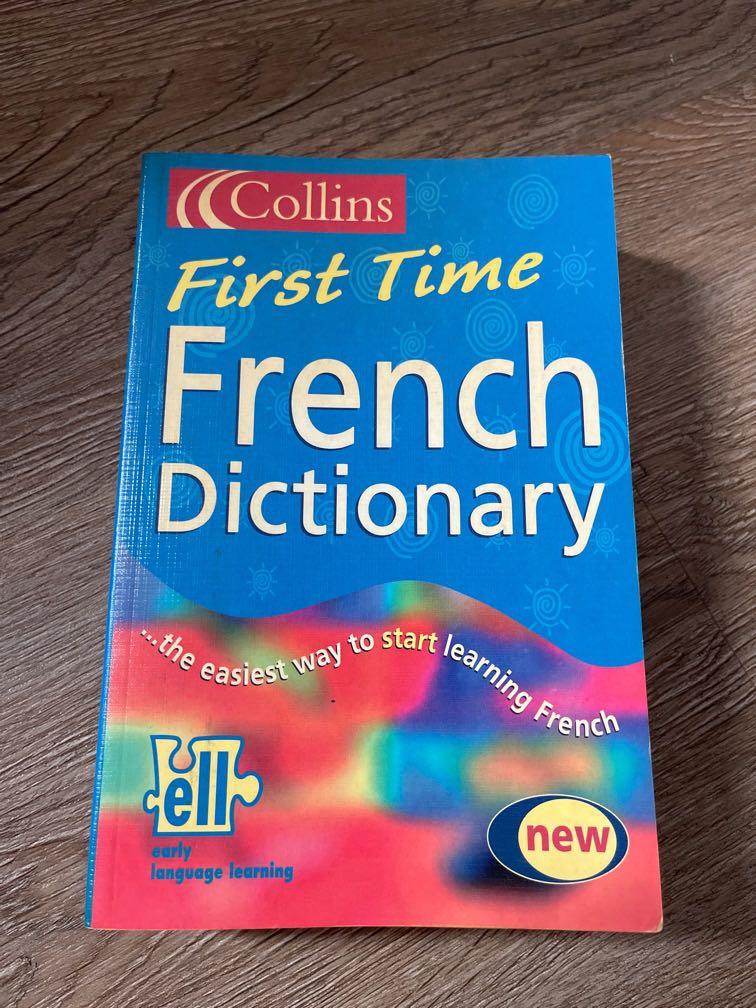 Collins
First Time
French
Dictionary
...the easiest way to start learning French
ell
early
language learning
new